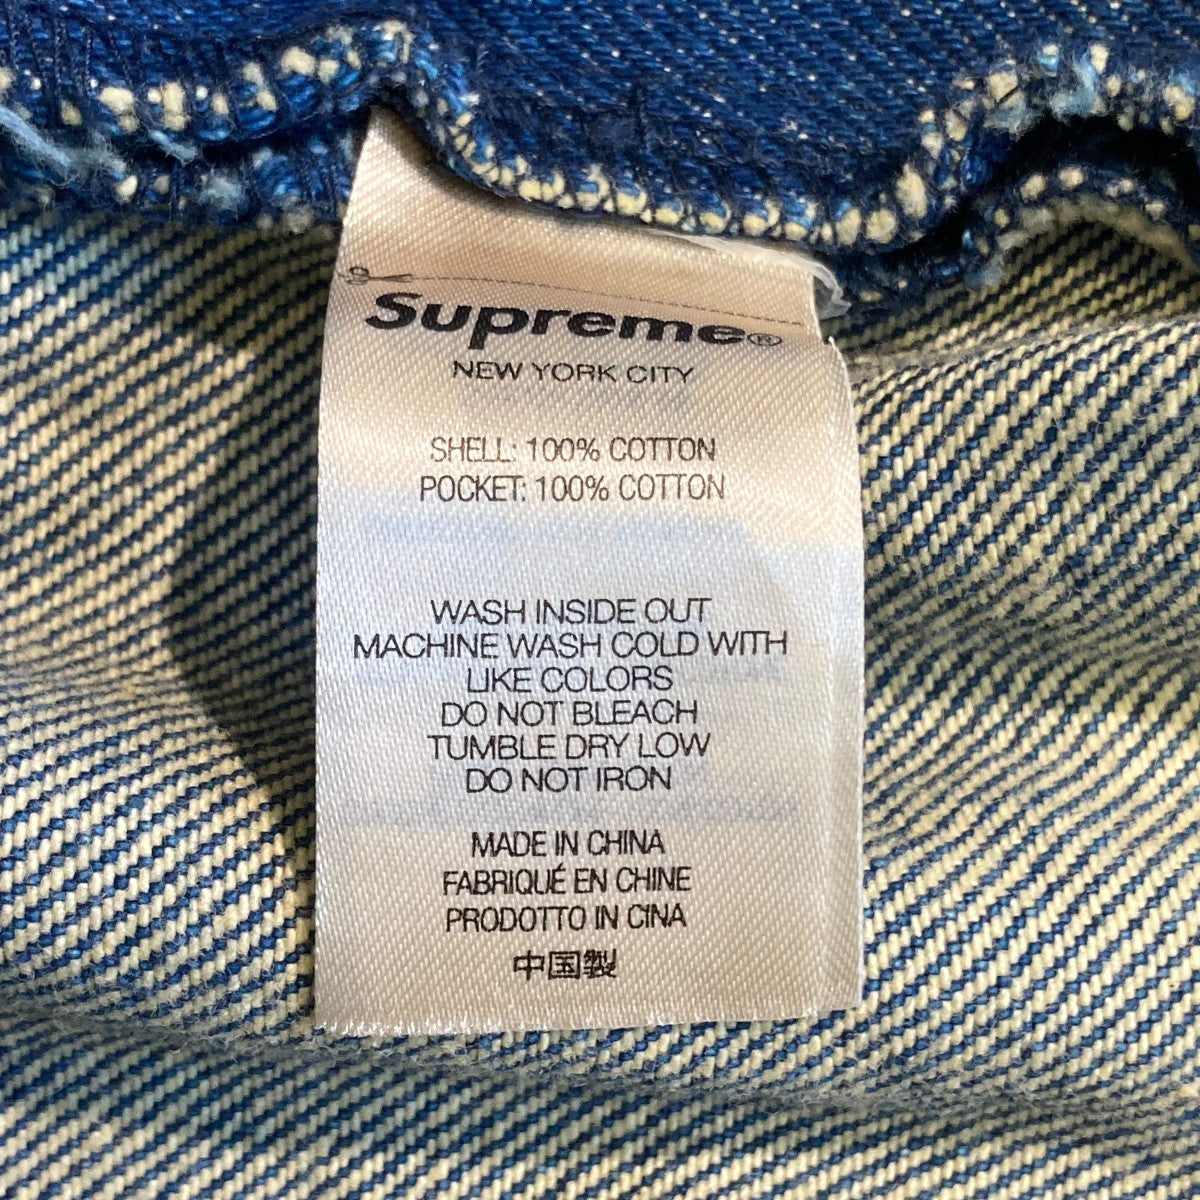 Supreme®
NEW YORK CITY
SHELL: 100% COTTON
POCKET: 100% COTTON
WASH INSIDE OUT
MACHINE WASH COLD WITH
LIKE COLORS
DO NOT BLEACH
TUMBLE DRY LOW
DO NOT IRON
MADE IN CHINA
FABRIQUÉ EN CHINE
PRODOTTO IN CINA
中国製